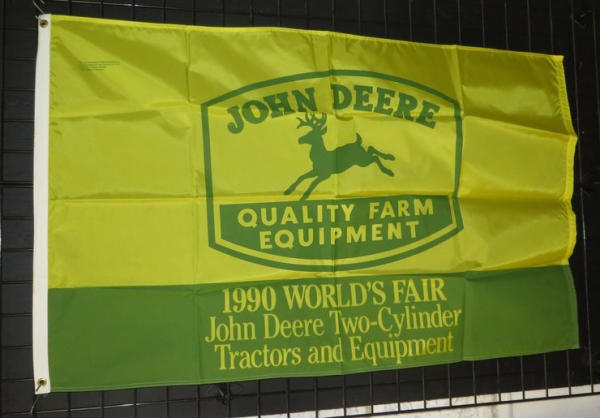 JOHN DEERE
QUALITY FARM
EQUIPMENT
1990 WORLD'S FAIR
John Deere Two-Cylinder
Tractors and Equipment